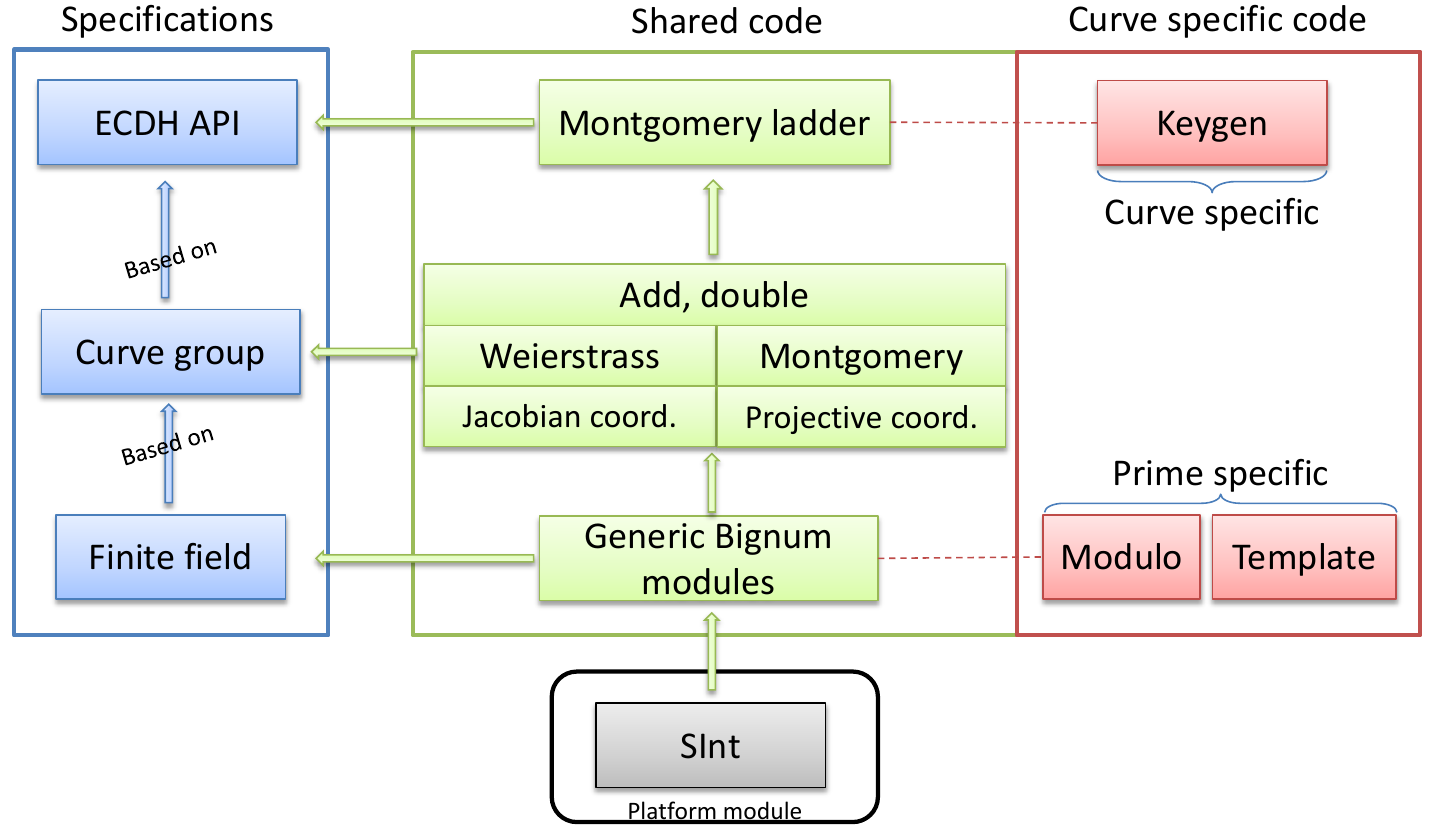 Specifications
Shared code
Curve specific code
ECDH API
Montgomery ladder
Keygen
Curve specific
Based on
Add, double
Curve group
Weierstrass
Montgomery
Jacobian coord.
Projective coord.
Based on
Prime specific
Finite field
Generic Bignum
modules
Modulo
Template
SInt
Platform module